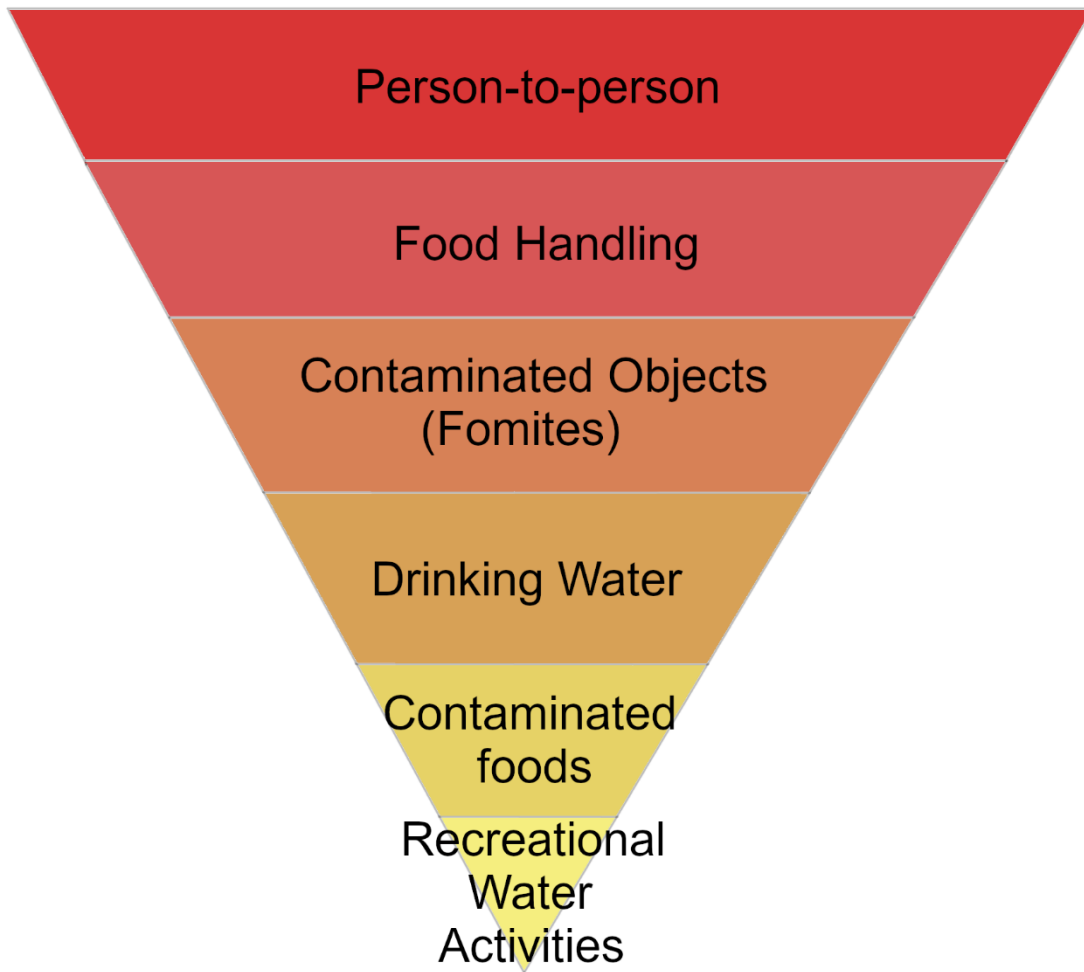 Person-to-person
Food Handling
Contaminated Objects
(Fomites)
Drinking Water
Contaminated
foods
Recreational
Water
Activities